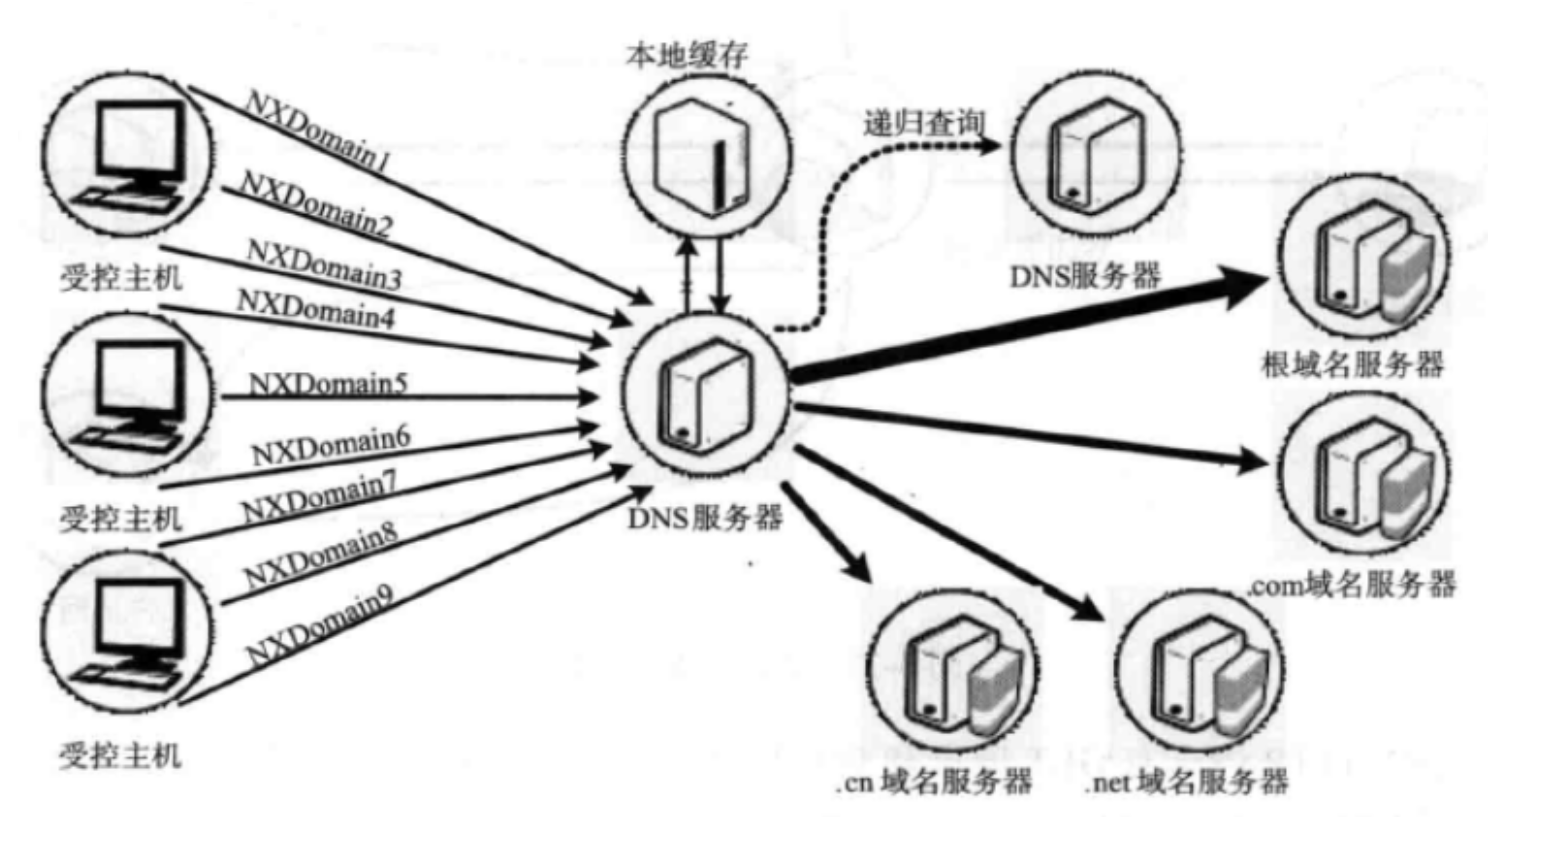 本地缓存
NXDomain1
递归查询
NXDomain2
NXDomain3
受控主机
DNS服务器
NXDomain4
根域名服务器
NXDomain5
NXDomain6
NXDomain7
受控主机
DNS服务器
NXDomain8
.com域名服务器
NXDomain9
受控主机
.cn 域名服务器
.net 域名服务器